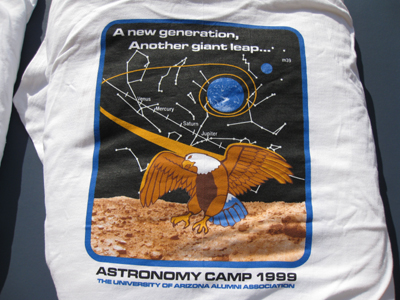 A new generation,
Another giant leap...
Venus
Mercury
Saturn
Jupiter
ASTRONOMY CAMP 1999
THE UNIVERSITY OF ARIZONA ALUMNI ASSOCIATION